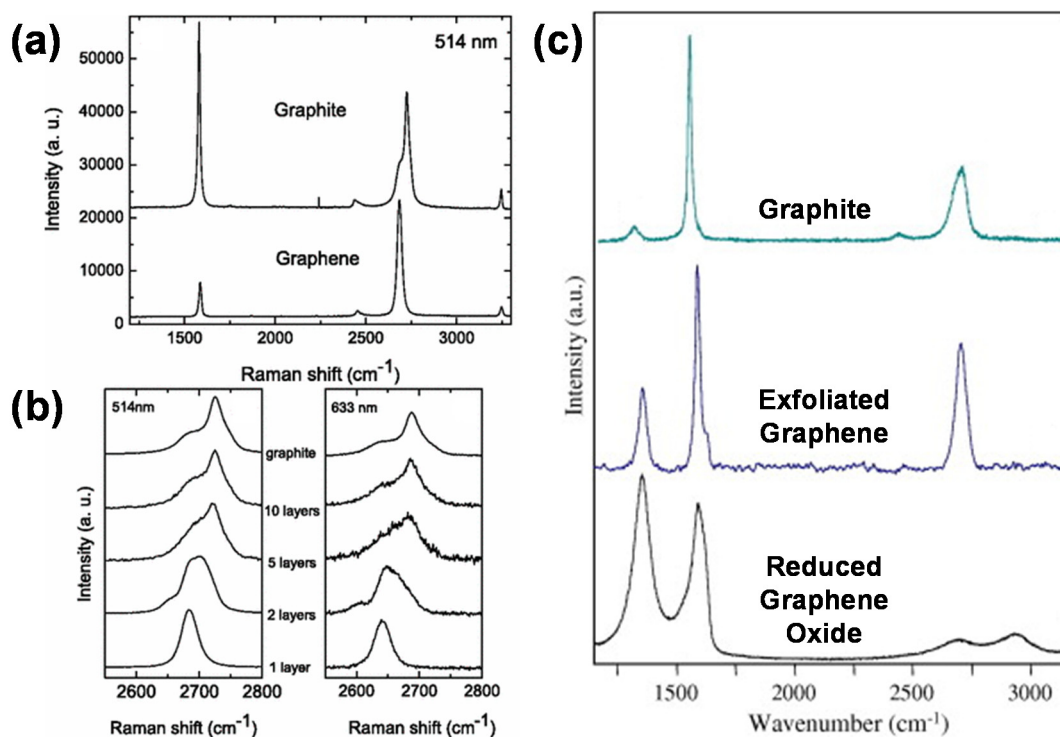 (a)
514 nm
50000
40000
30000
20000
10000
0
Intensity (a. u.)
Graphite
Graphene
1500
2000
2500
3000
Raman shift (cm-1)
(b)
514nm
633 nm
graphite
10 layers
5 layers
2 layers
1 layer
Intensity (a. u.)
2600
2700
2800
2600
2700
2800
Raman shift (cm-1)
Raman shift (cm-1)
(c)
Graphite
Exfoliated
Graphene
Reduced
Graphene
Oxide
Intensity (a.u.)
1500
2000
2500
3000
Wavenumber (cm-1)